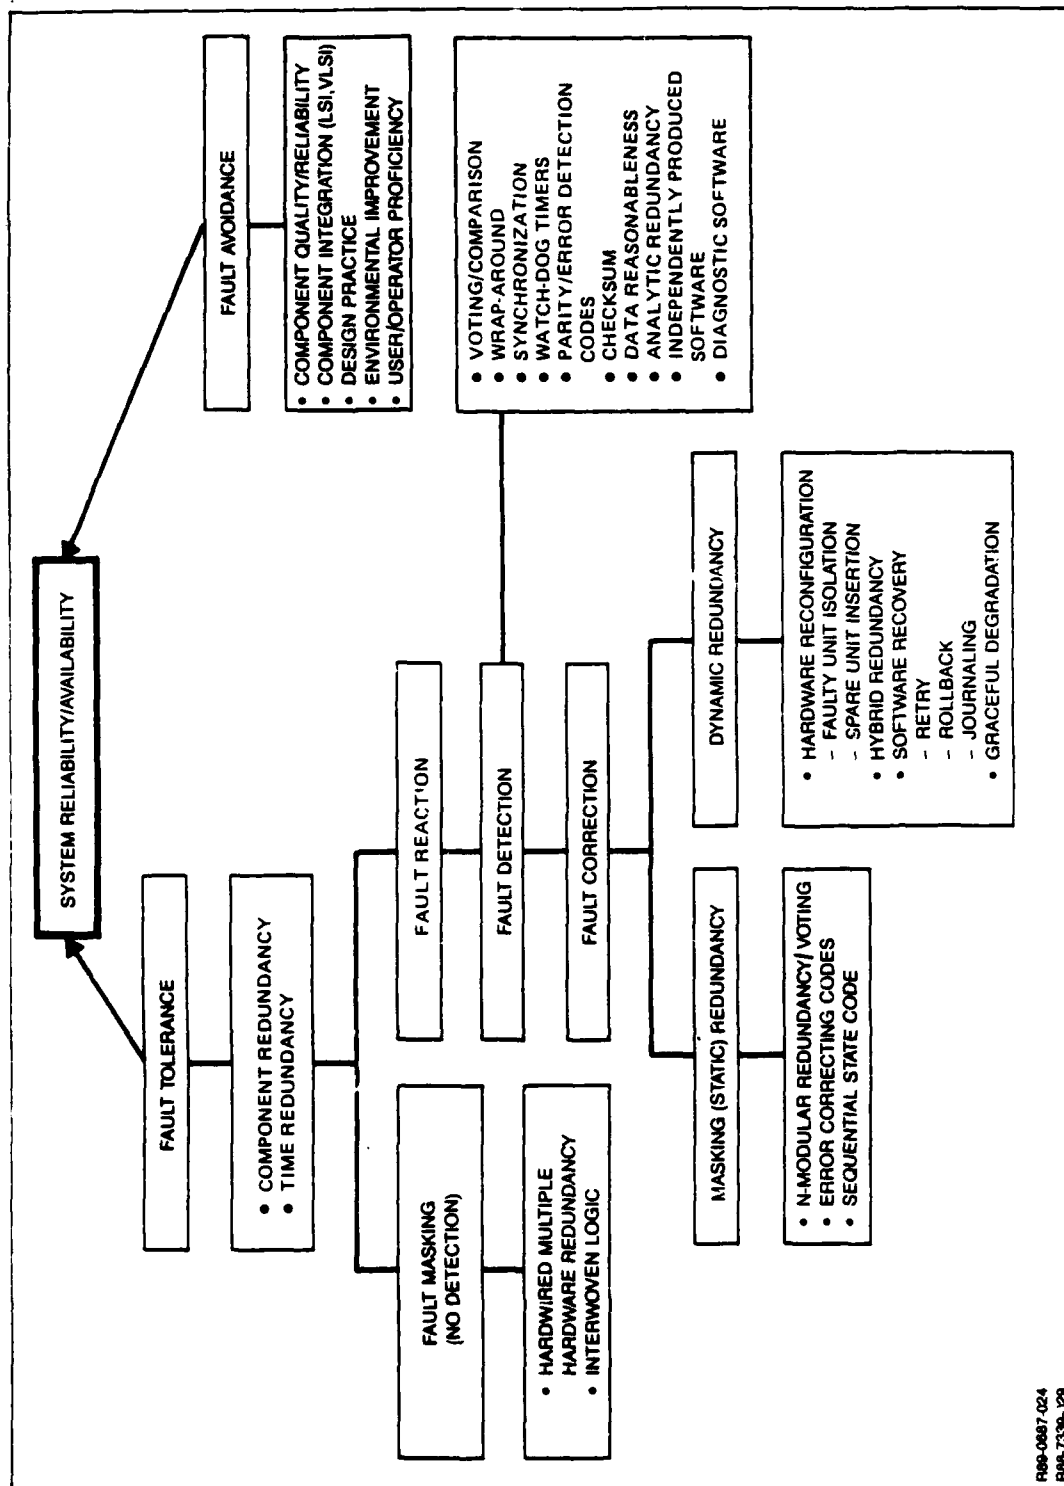 SYSTEM RELIABILITY/AVAILABILITY
FAULT TOLERANCE
FAULT AVOIDANCE
• COMPONENT REDUNDANCY
• TIME REDUNDANCY
• COMPONENT QUALITY/RELIABILITY
• COMPONENT INTEGRATION (LSI,VLSI)
• DESIGN PRACTICE
• ENVIRONMENTAL IMPROVEMENT
• USER/OPERATOR PROFICIENCY
FAULT MASKING
(NO DETECTION)
FAULT REACTION
• HARDWIRED MULTIPLE
HARDWARE REDUNDANCY
• INTERWOVEN LOGIC
FAULT DETECTION
• VOTING/COMPARISON
• WRAP-AROUND
• SYNCHRONIZATION
• WATCH-DOG TIMERS
• PARITY/ERROR DETECTION
CODES
• CHECKSUM
• DATA REASONABLENESS
• ANALYTIC REDUNDANCY
• INDEPENDENTLY PRODUCED
SOFTWARE
• DIAGNOSTIC SOFTWARE
FAULT CORRECTION
MASKING (STATIC) REDUNDANCY
DYNAMIC REDUNDANCY
• N-MODULAR REDUNDANCY/VOTING
• ERROR CORRECTING CODES
• SEQUENTIAL STATE CODE
• HARDWARE RECONFIGURATION
– FAULTY UNIT ISOLATION
– SPARE UNIT INSERTION
• HYBRID REDUNDANCY
• SOFTWARE RECOVERY
– RETRY
– ROLLBACK
– JOURNALING
• GRACEFUL DEGRADATION
R89-0687-024